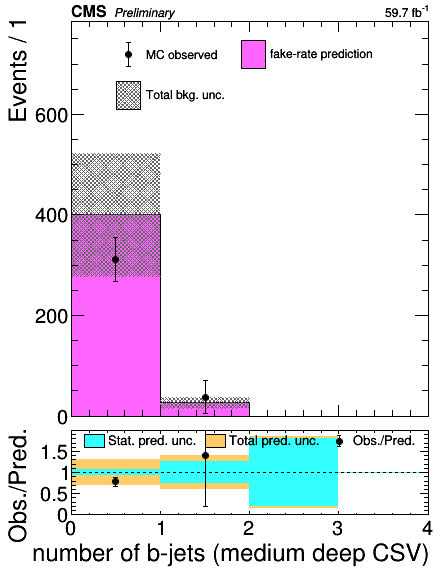 CMS Preliminary 59.7 fb⁻¹
Events / 1
MC observed
fake-rate prediction
Total bkg. unc.
600
400
200
0
Obs./Pred.
Stat. pred. unc.
Total pred. unc.
Obs./Pred.
1.5
1
0.5
0
0 1 2 3 4
number of b-jets (medium deep CSV)